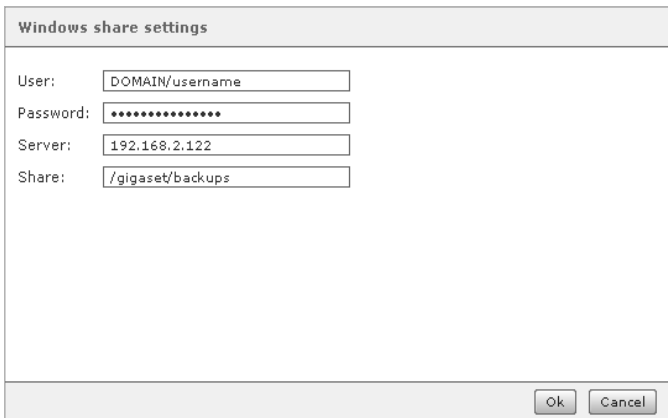 Windows share settings
User: DOMAIN/username
Password: •••••••••••••••
Server: 192.168.2.122
Share: /gigaset/backups
Ok Cancel